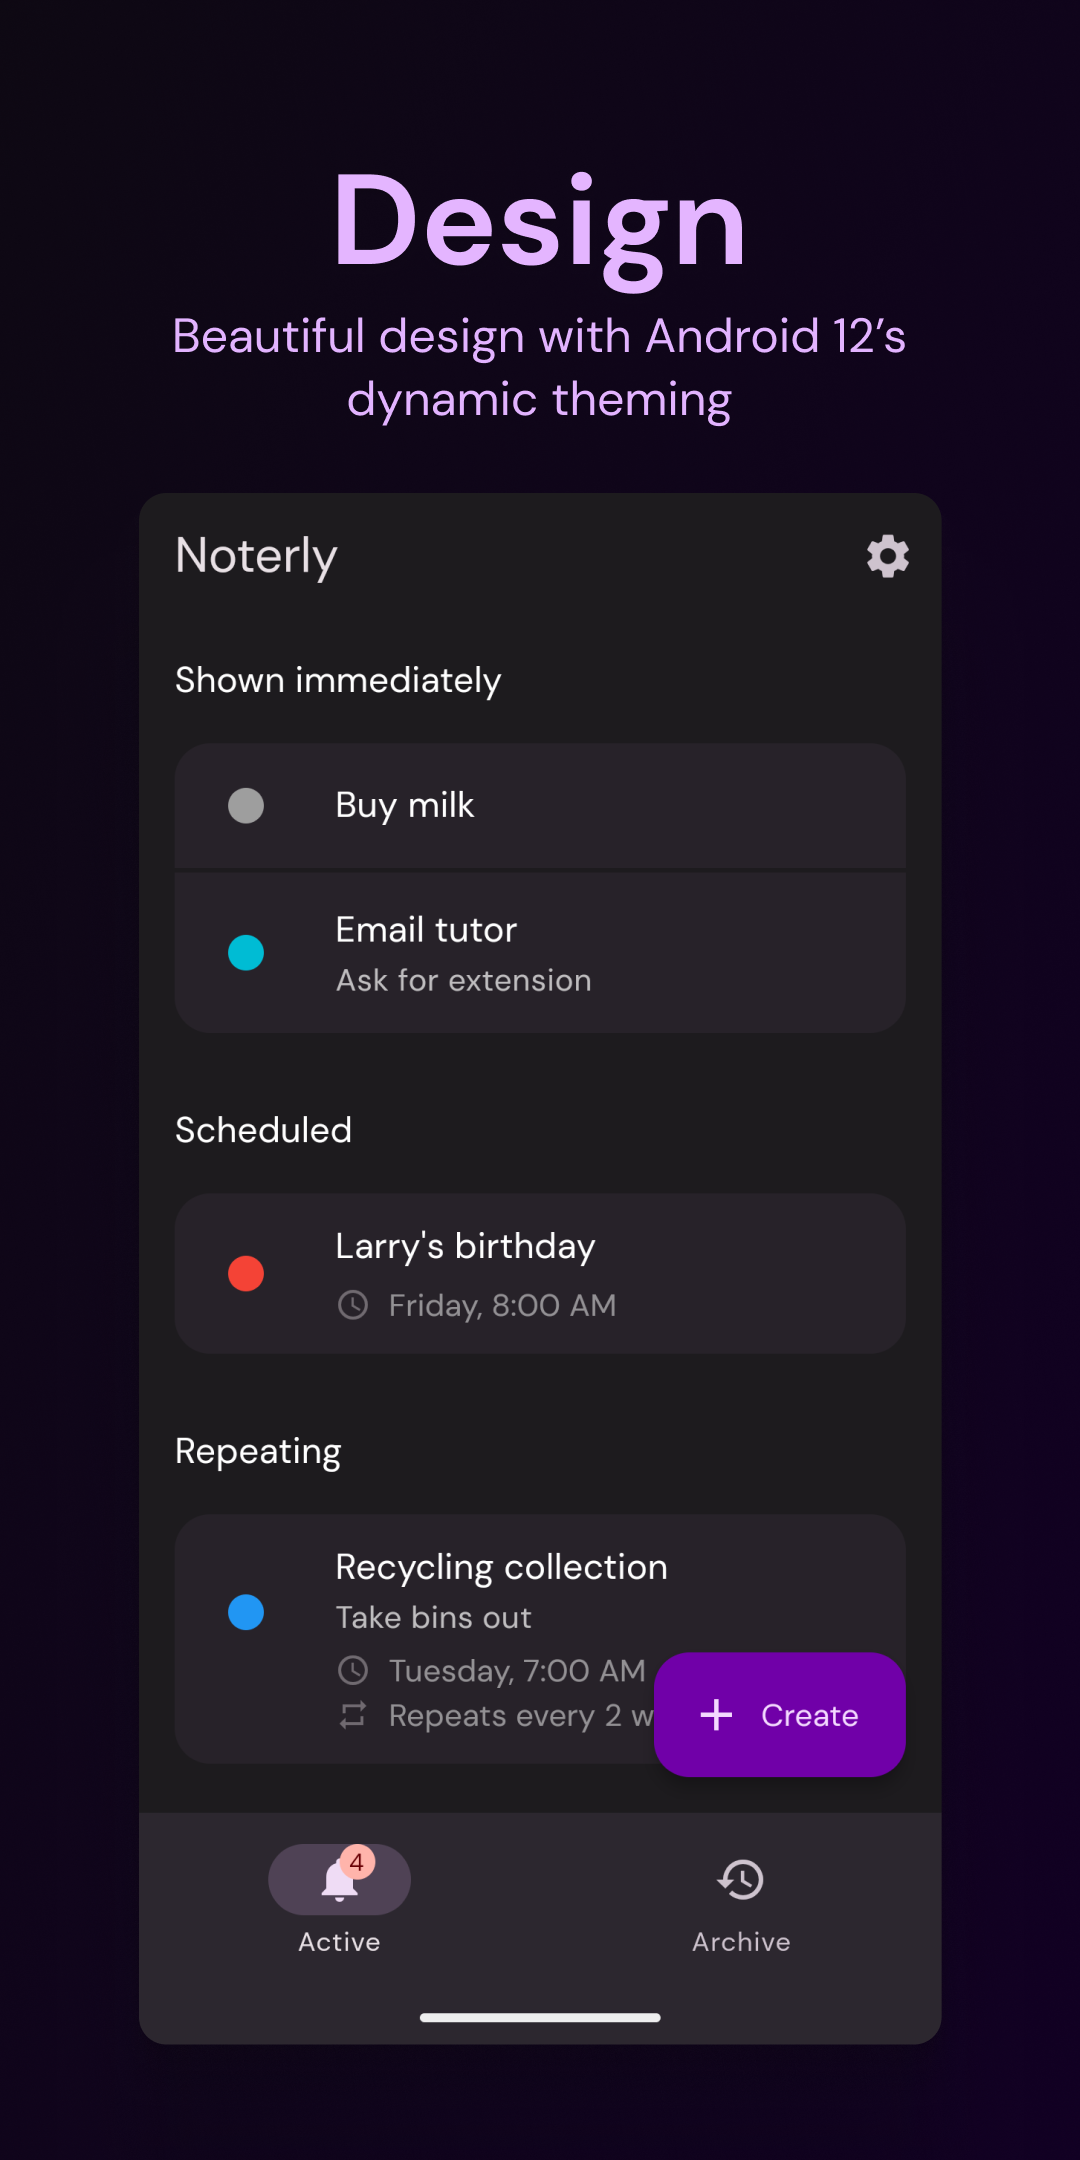 Design
Beautiful design with Android 12’s
dynamic theming
Noterly
Shown immediately
Buy milk
Email tutor
Ask for extension
Scheduled
Larry's birthday
Friday, 8:00 AM
Repeating
Recycling collection
Take bins out
Tuesday, 7:00 AM
Repeats every 2 w
Create
4
Active
Archive